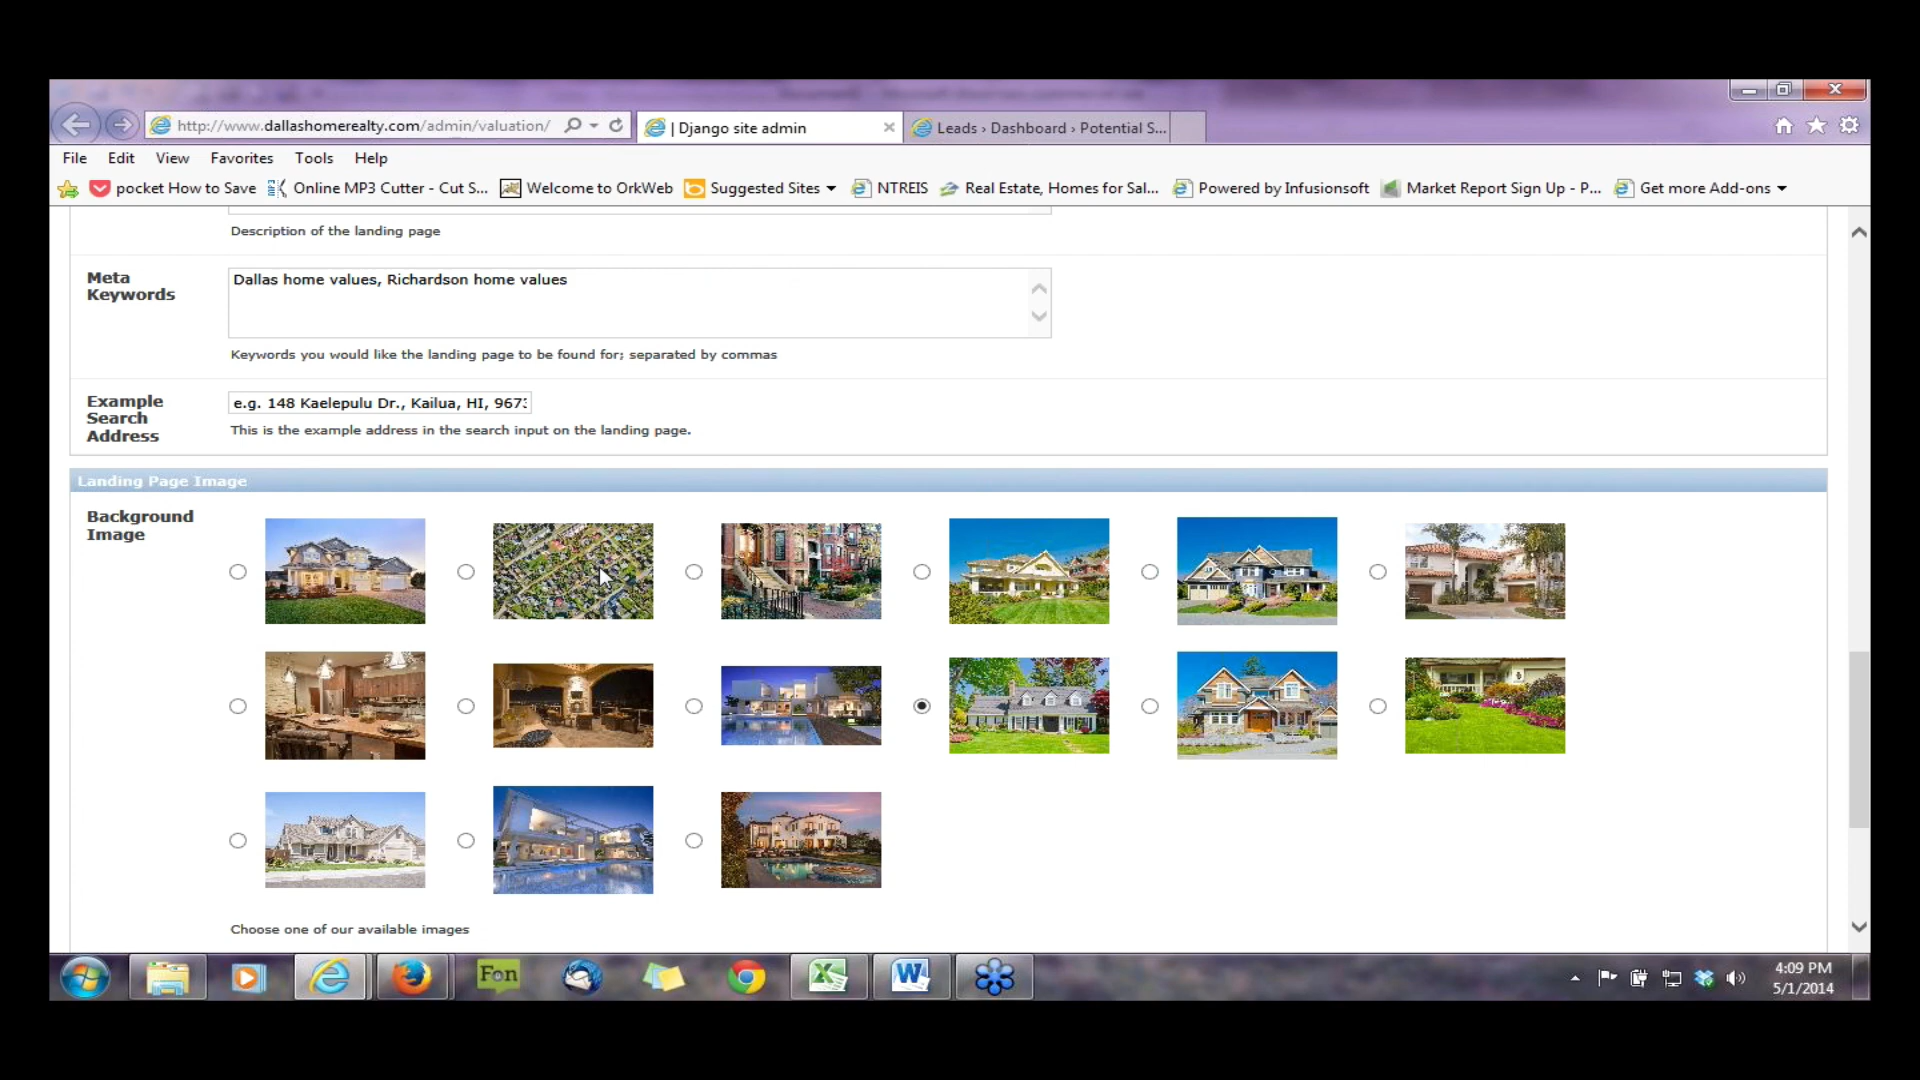 http://www.dallashomerealty.com/admin/valuation/
| Django site admin
Leads › Dashboard › Potential S...
File Edit View Favorites Tools Help
pocket How to Save
Online MP3 Cutter - Cut S...
Welcome to OrkWeb
Suggested Sites
NTREIS
Real Estate, Homes for Sal...
Powered by Infusionsoft
Market Report Sign Up - P...
Get more Add-ons
Description of the landing page
Meta
Keywords
Dallas home values, Richardson home values
Keywords you would like the landing page to be found for; separated by commas
Example
Search
Address
e.g. 148 Kaelepulu Dr., Kailua, HI, 9673
This is the example address in the search input on the landing page.
Landing Page Image
Background
Image
Choose one of our available images
Fon
4:09 PM
5/1/2014